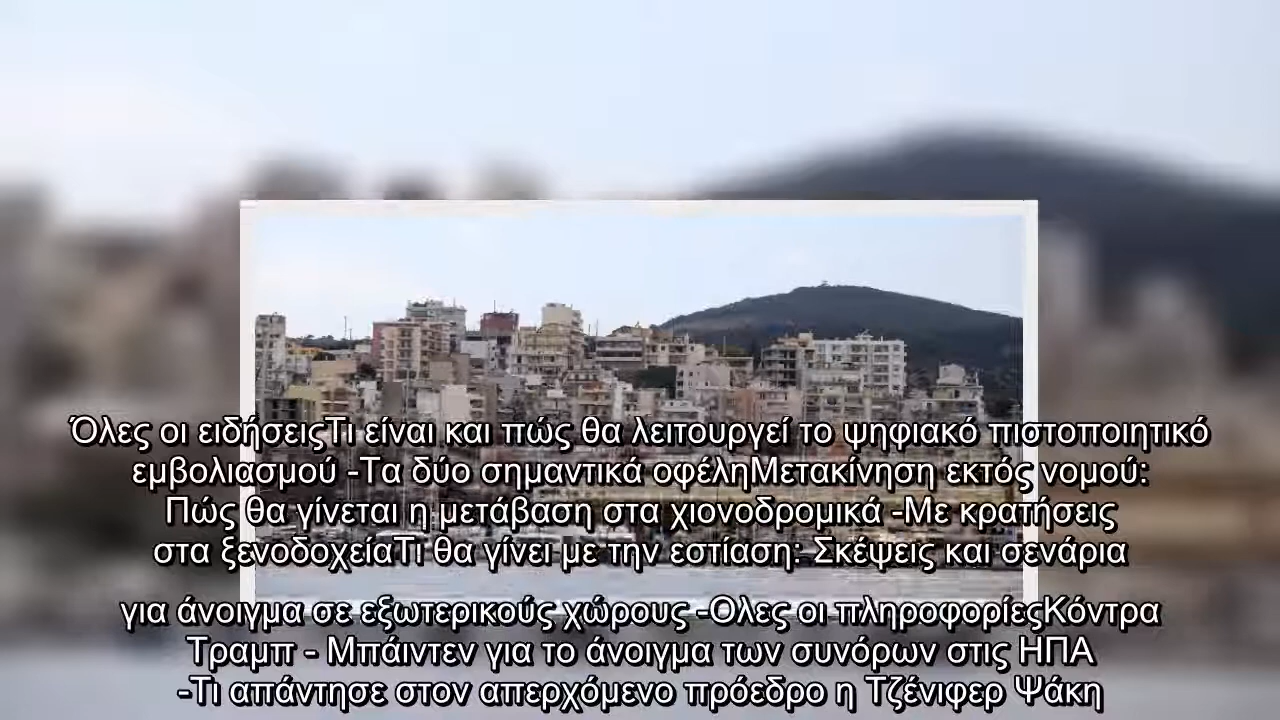 Όλες οι ειδήσειςΤι είναι και πώς θα λειτουργεί το ψηφιακό πιστοποιητικό
εμβολιασμού -Τα δύο σημαντικά οφέληΜετακίνηση εκτός νομού:
Πώς θα γίνεται η μετάβαση στα χιονοδρομικά -Με κρατήσεις
στα ξενοδοχείαΤι θα γίνει με την εστίαση: Σκέψεις και σενάρια
για άνοιγμα σε εξωτερικούς χώρους -Ολες οι πληροφορίεςΚόντρα
Τραμπ - Μπάιντεν για το άνοιγμα των συνόρων στις ΗΠΑ
-Τι απάντησε στον απερχόμενο πρόεδρο η Τζένιφερ Ψάκη